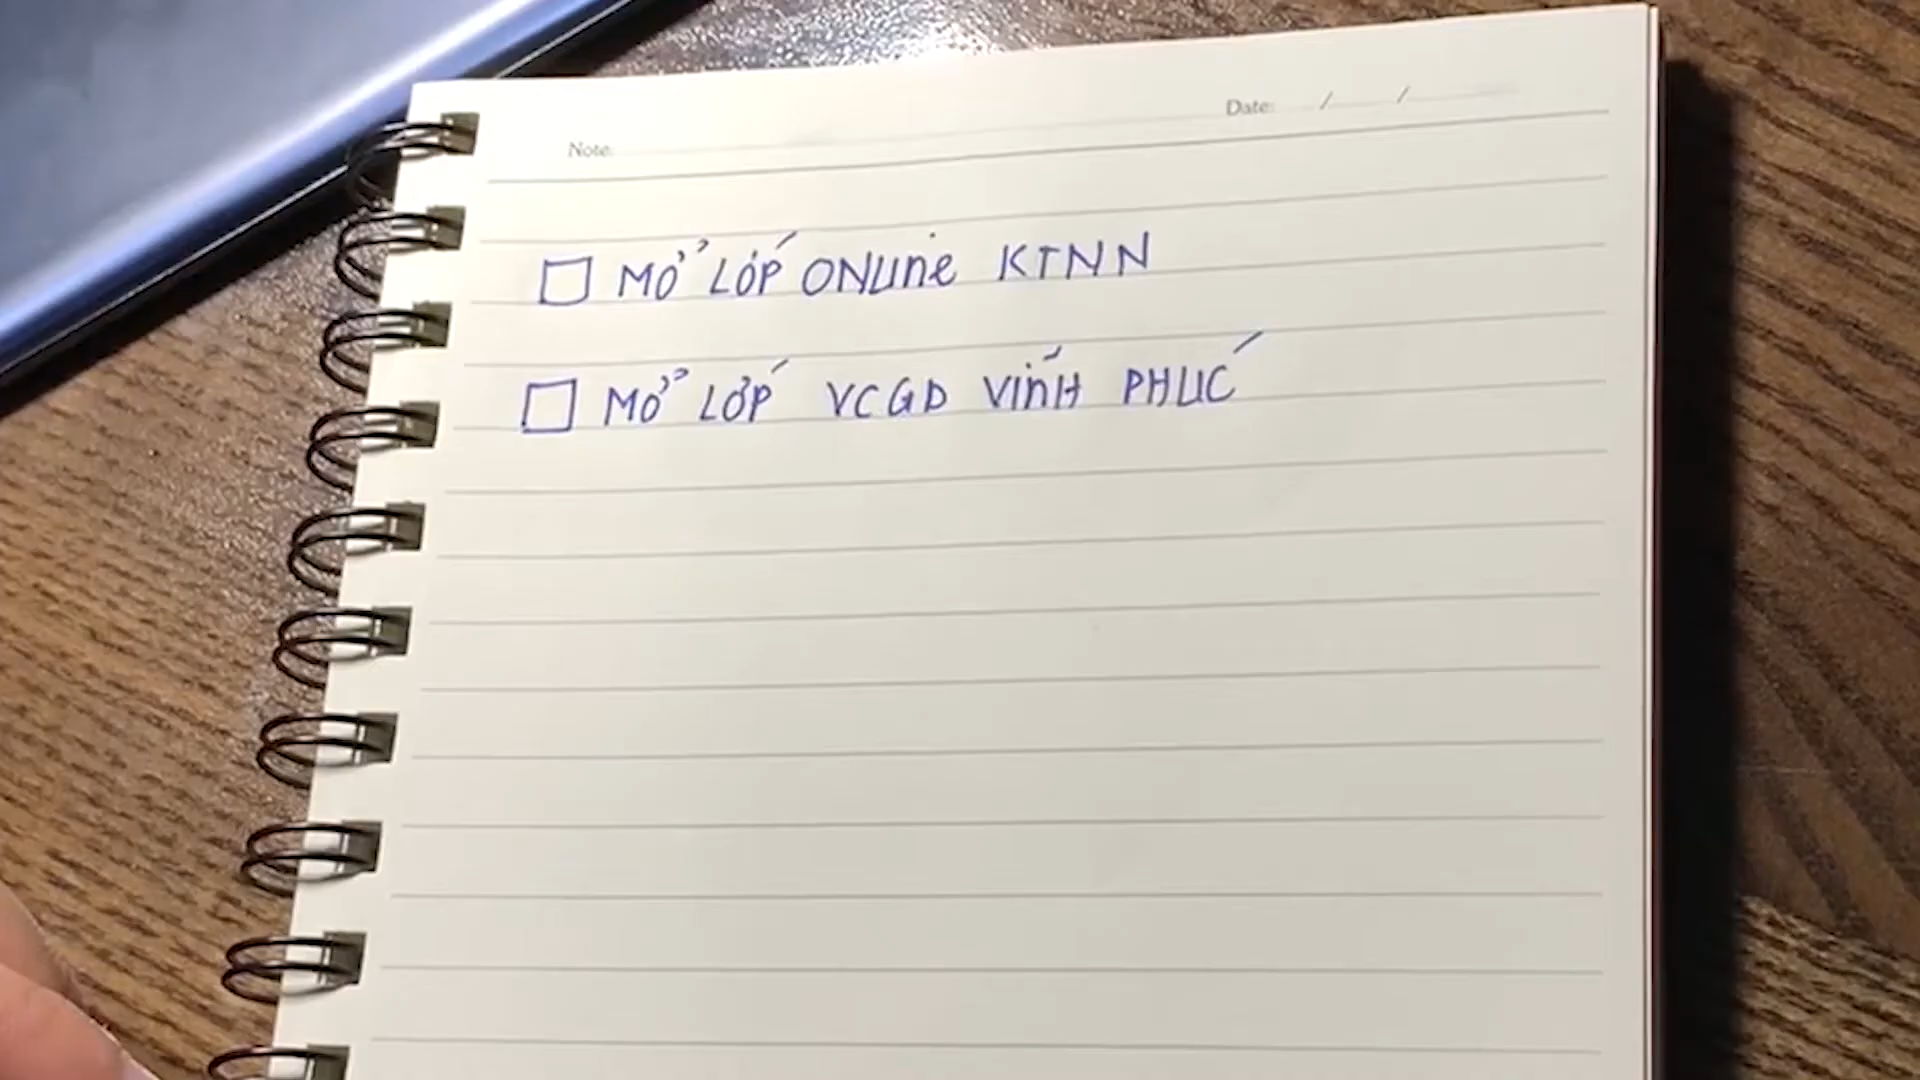 Note: Date: / /
MỞ LỚP ONLine KTNN
MỞ LỚP VCGD VĨNH PHÚC